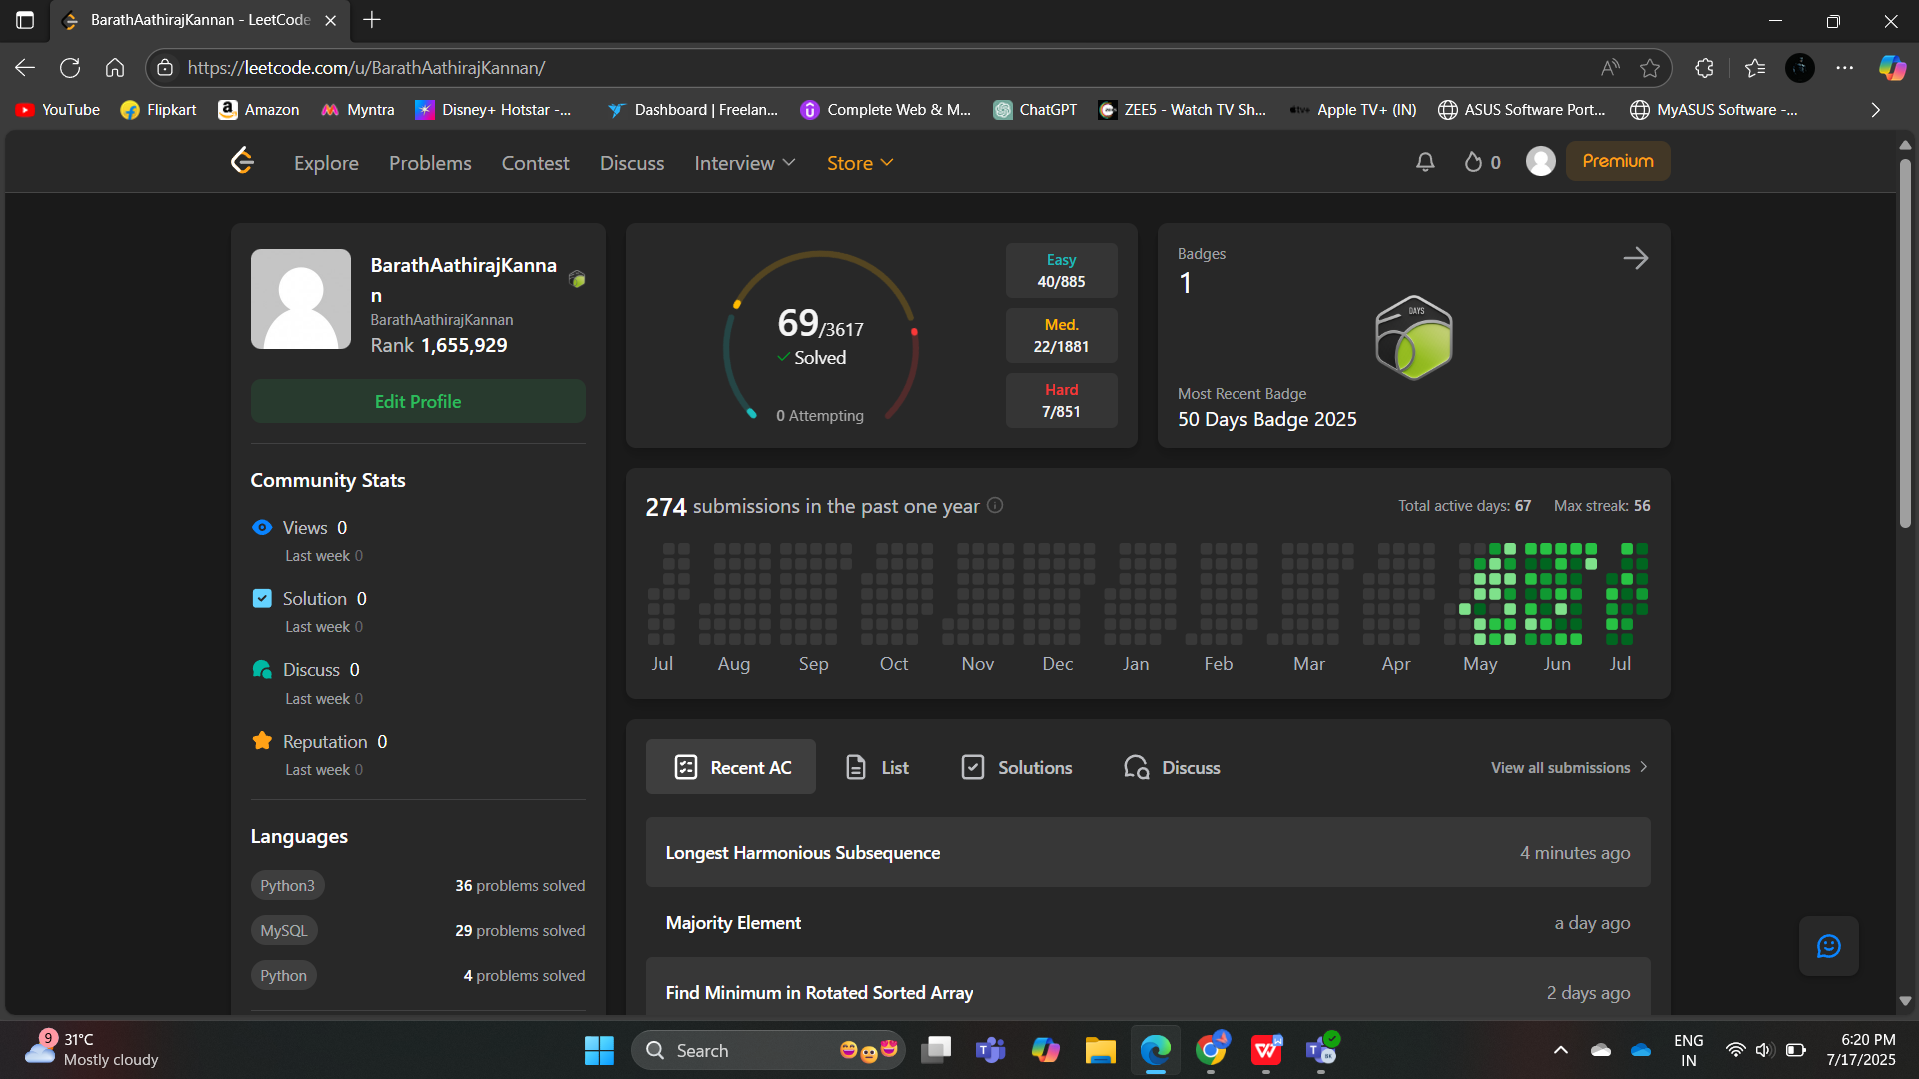 BarathAathirajKannan - LeetCode
https://leetcode.com/u/BarathAathirajKannan/
YouTube
Flipkart
Amazon
Myntra
Disney+ Hotstar -...
Dashboard | Freelan...
Complete Web & M...
ChatGPT
ZEE5 - Watch TV Sh...
Apple TV+ (IN)
ASUS Software Port...
MyASUS Software -...
Explore
Problems
Contest
Discuss
Interview
Store
0
Premium
BarathAathirajKanna
n
BarathAathirajKannan
Rank 1,655,929
Edit Profile
Community Stats
Views 0
Last week 0
Solution 0
Last week 0
Discuss 0
Last week 0
Reputation 0
Last week 0
Languages
Python3 36 problems solved
MySQL 29 problems solved
Python 4 problems solved
69/3617
Solved
0 Attempting
Easy
40/885
Med.
22/1881
Hard
7/851
Badges
1
DAYS
Most Recent Badge
50 Days Badge 2025
274 submissions in the past one year
Total active days: 67 Max streak: 56
Jul Aug Sep Oct Nov Dec Jan Feb Mar Apr May Jun Jul
Recent AC
List
Solutions
Discuss
View all submissions
Longest Harmonious Subsequence 4 minutes ago
Majority Element a day ago
Find Minimum in Rotated Sorted Array 2 days ago
9
31°C
Mostly cloudy
Search
ENG
IN
6:20 PM
7/17/2025